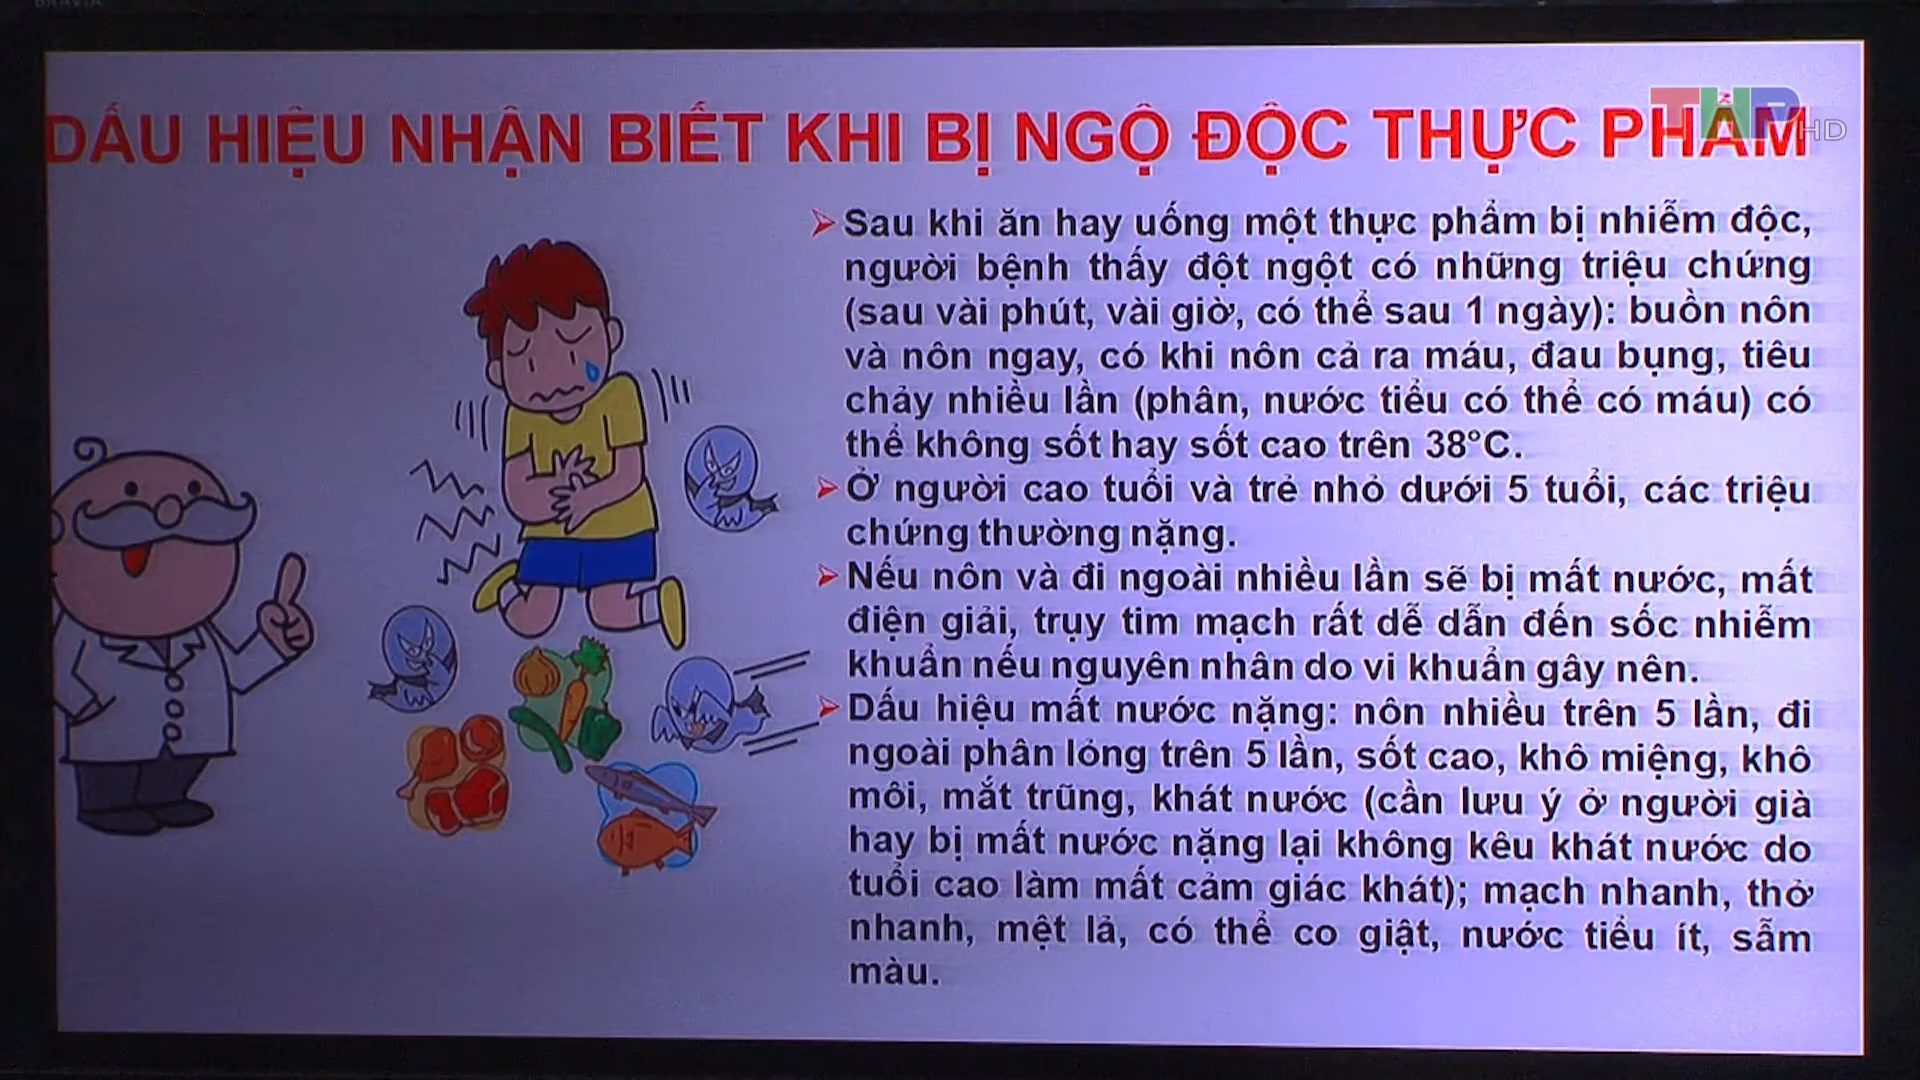 BRAVIA
THP HD
DẤU HIỆU NHẬN BIẾT KHI BỊ NGỘ ĐỘC THỰC PHẨM
Sau khi ăn hay uống một thực phẩm bị nhiễm độc,
người bệnh thấy đột ngột có những triệu chứng
(sau vài phút, vài giờ, có thể sau 1 ngày): buồn nôn
và nôn ngay, có khi nôn cả ra máu, đau bụng, tiêu
chảy nhiều lần (phân, nước tiểu có thể có máu) có
thể không sốt hay sốt cao trên 38°C.
Ở người cao tuổi và trẻ nhỏ dưới 5 tuổi, các triệu
chứng thường nặng.
Nếu nôn và đi ngoài nhiều lần sẽ bị mất nước, mất
điện giải, trụy tim mạch rất dễ dẫn đến sốc nhiễm
khuẩn nếu nguyên nhân do vi khuẩn gây nên.
Dấu hiệu mất nước nặng: nôn nhiều trên 5 lần, đi
ngoài phân lỏng trên 5 lần, sốt cao, khô miệng, khô
môi, mắt trũng, khát nước (cần lưu ý ở người già
hay bị mất nước nặng lại không kêu khát nước do
tuổi cao làm mất cảm giác khát); mạch nhanh, thở
nhanh, mệt lả, có thể co giật, nước tiểu ít, sẫm
màu.